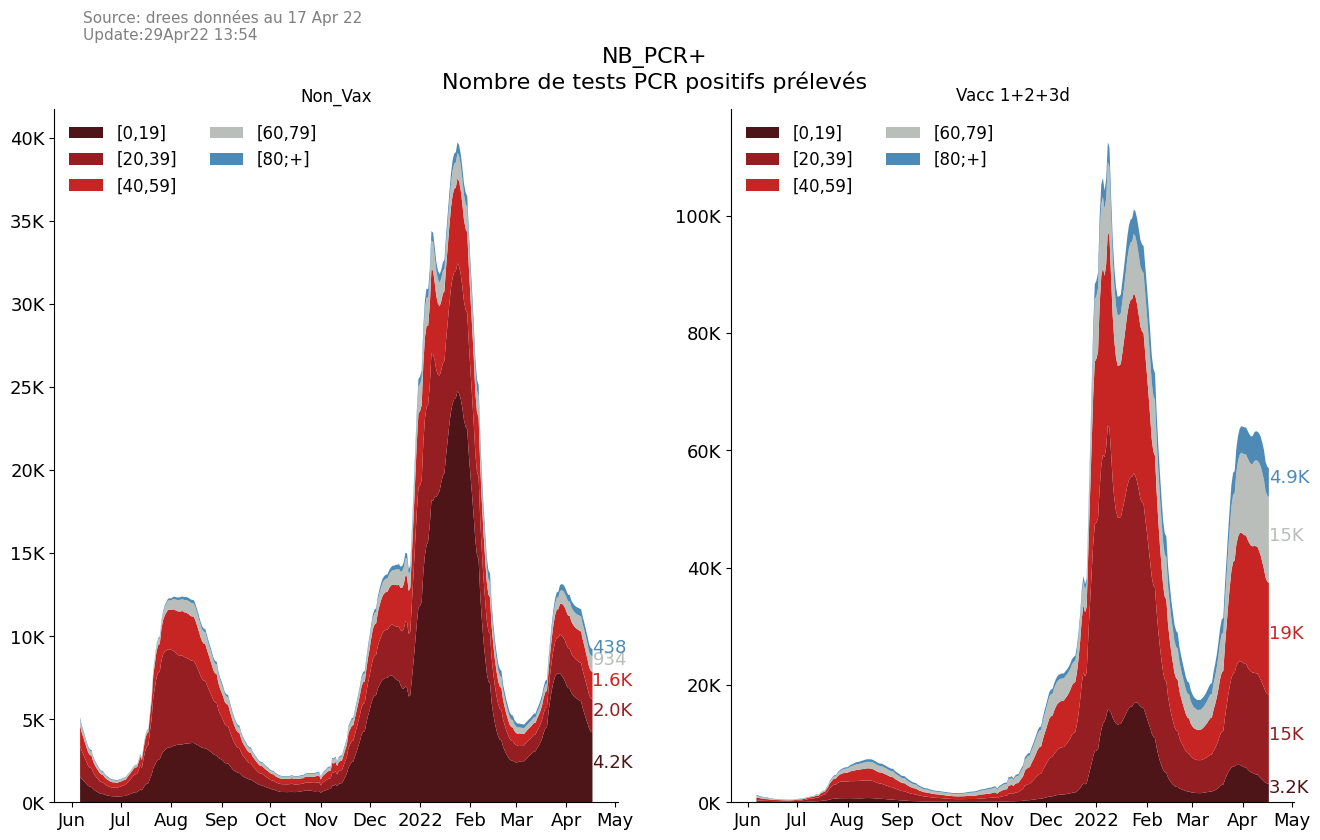 Source: drees données au 17 Apr 22
Update:29Apr22 13:54
NB_PCR+
Nombre de tests PCR positifs prélevés
Non_Vax
[0,19]
[20,39]
[40,59]
[60,79]
[80;+]
40K
35K
30K
25K
20K
15K
10K
5K
0K
438
934
1.6K
2.0K
4.2K
Jun Jul Aug Sep Oct Nov Dec 2022 Feb Mar Apr May
Vacc 1+2+3d
[0,19]
[20,39]
[40,59]
[60,79]
[80;+]
100K
80K
60K
40K
20K
0K
4.9K
15K
19K
15K
3.2K
Jun Jul Aug Sep Oct Nov Dec 2022 Feb Mar Apr May